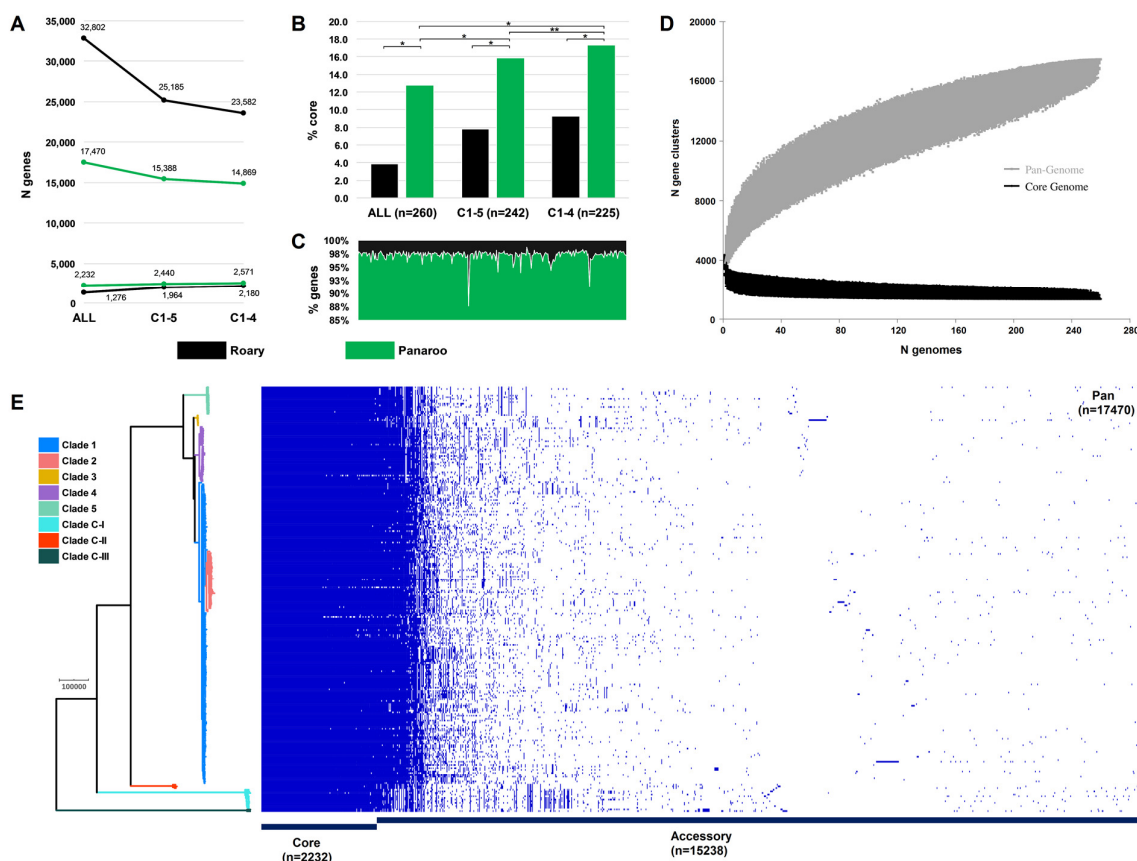 A
N genes
35,000
30,000
25,000
20,000
15,000
10,000
5,000
0
32,802
25,185
23,582
17,470
15,388
14,869
2,232
2,440
2,571
1,276
1,964
2,180
ALL
C1-5
C1-4
B
% core
20.0
18.0
16.0
14.0
12.0
10.0
8.0
6.0
4.0
2.0
0.0
*
*
*
**
*
*
ALL (n=260)
C1-5 (n=242)
C1-4 (n=225)
C
% genes
100%
98%
95%
93%
90%
88%
85%
Roary
Panaroo
D
N gene clusters
20000
16000
12000
8000
4000
0
Pan-Genome
Core Genome
0
40
80
120
160
200
240
280
N genomes
E
Clade 1
Clade 2
Clade 3
Clade 4
Clade 5
Clade C-I
Clade C-II
Clade C-III
100000
Pan
(n=17470)
Core
(n=2232)
Accessory
(n=15238)